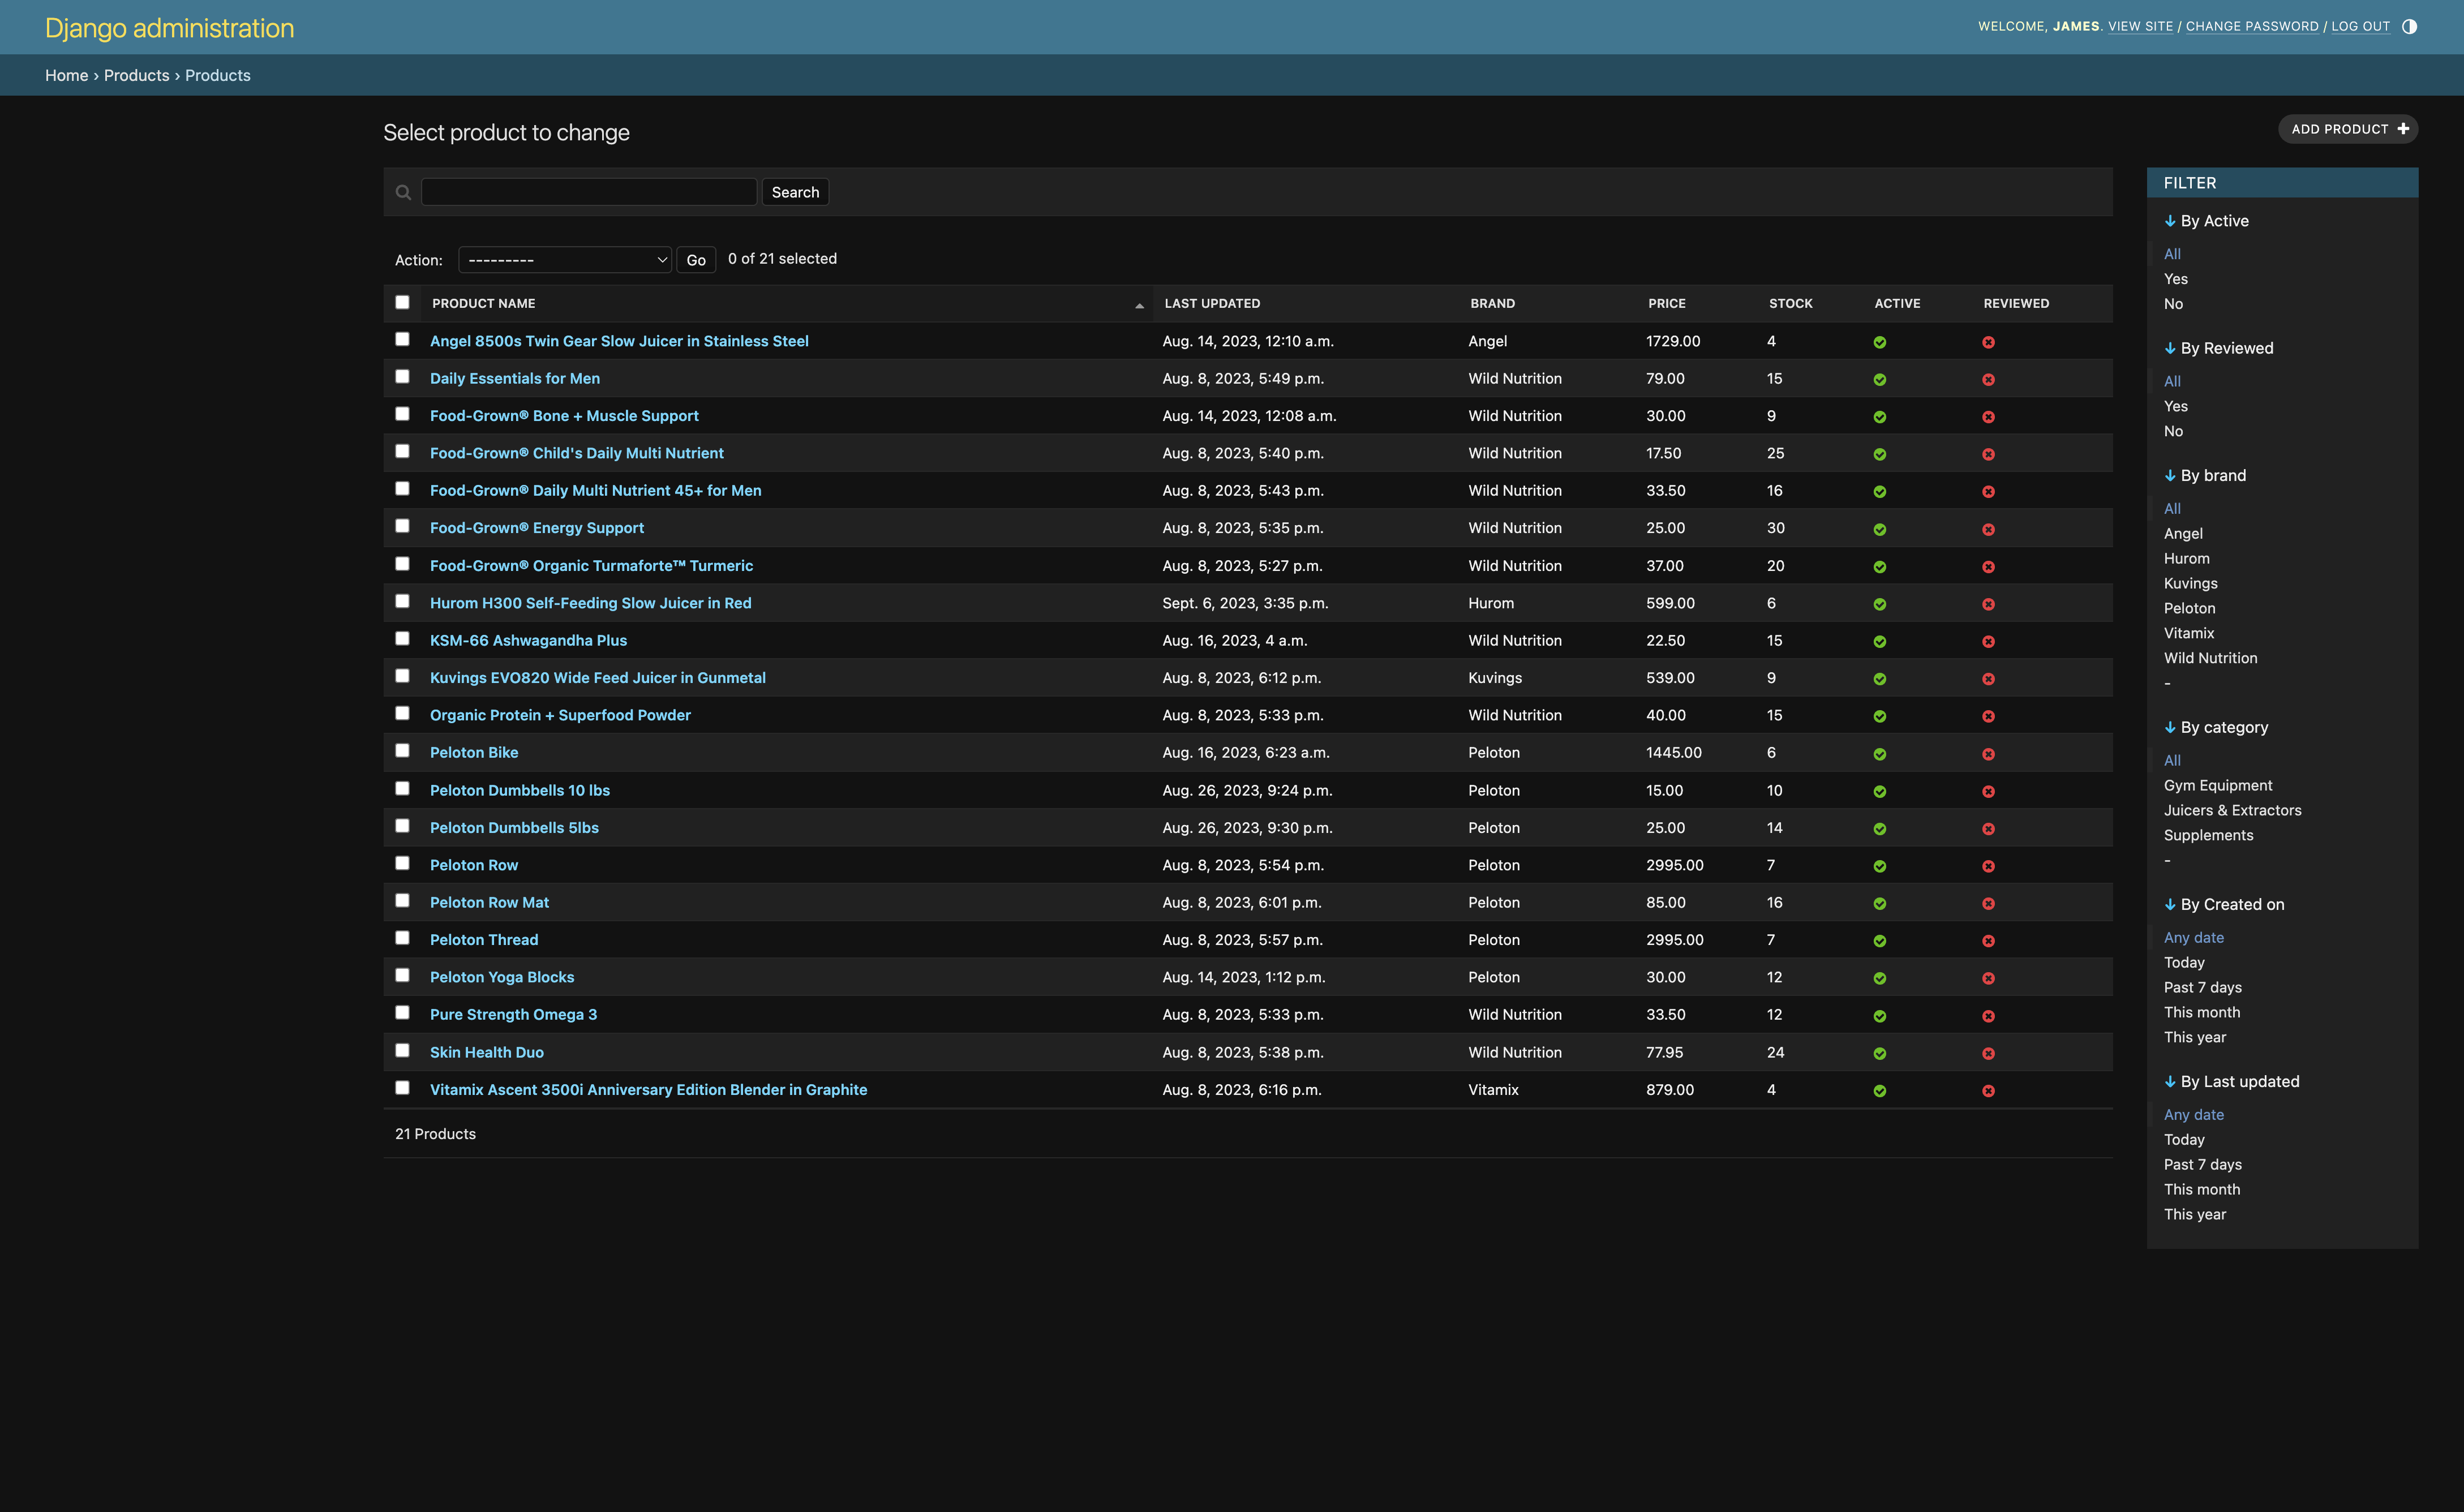 Django administration
WELCOME, JAMES. VIEW SITE / CHANGE PASSWORD / LOG OUT
Home › Products › Products
Select product to change
ADD PRODUCT
Search
Action: --------- Go 0 of 21 selected
PRODUCT NAME LAST UPDATED BRAND PRICE STOCK ACTIVE REVIEWED
Angel 8500s Twin Gear Slow Juicer in Stainless Steel Aug. 14, 2023, 12:10 a.m. Angel 1729.00 4
Daily Essentials for Men Aug. 8, 2023, 5:49 p.m. Wild Nutrition 79.00 15
Food-Grown® Bone + Muscle Support Aug. 14, 2023, 12:08 a.m. Wild Nutrition 30.00 9
Food-Grown® Child's Daily Multi Nutrient Aug. 8, 2023, 5:40 p.m. Wild Nutrition 17.50 25
Food-Grown® Daily Multi Nutrient 45+ for Men Aug. 8, 2023, 5:43 p.m. Wild Nutrition 33.50 16
Food-Grown® Energy Support Aug. 8, 2023, 5:35 p.m. Wild Nutrition 25.00 30
Food-Grown® Organic Turmaforte™ Turmeric Aug. 8, 2023, 5:27 p.m. Wild Nutrition 37.00 20
Hurom H300 Self-Feeding Slow Juicer in Red Sept. 6, 2023, 3:35 p.m. Hurom 599.00 6
KSM-66 Ashwagandha Plus Aug. 16, 2023, 4 a.m. Wild Nutrition 22.50 15
Kuvings EVO820 Wide Feed Juicer in Gunmetal Aug. 8, 2023, 6:12 p.m. Kuvings 539.00 9
Organic Protein + Superfood Powder Aug. 8, 2023, 5:33 p.m. Wild Nutrition 40.00 15
Peloton Bike Aug. 16, 2023, 6:23 a.m. Peloton 1445.00 6
Peloton Dumbbells 10 lbs Aug. 26, 2023, 9:24 p.m. Peloton 15.00 10
Peloton Dumbbells 5lbs Aug. 26, 2023, 9:30 p.m. Peloton 25.00 14
Peloton Row Aug. 8, 2023, 5:54 p.m. Peloton 2995.00 7
Peloton Row Mat Aug. 8, 2023, 6:01 p.m. Peloton 85.00 16
Peloton Thread Aug. 8, 2023, 5:57 p.m. Peloton 2995.00 7
Peloton Yoga Blocks Aug. 14, 2023, 1:12 p.m. Peloton 30.00 12
Pure Strength Omega 3 Aug. 8, 2023, 5:33 p.m. Wild Nutrition 33.50 12
Skin Health Duo Aug. 8, 2023, 5:38 p.m. Wild Nutrition 77.95 24
Vitamix Ascent 3500i Anniversary Edition Blender in Graphite Aug. 8, 2023, 6:16 p.m. Vitamix 879.00 4
21 Products
FILTER
↓ By Active
All
Yes
No
↓ By Reviewed
All
Yes
No
↓ By brand
All
Angel
Hurom
Kuvings
Peloton
Vitamix
Wild Nutrition
-
↓ By category
All
Gym Equipment
Juicers & Extractors
Supplements
-
↓ By Created on
Any date
Today
Past 7 days
This month
This year
↓ By Last updated
Any date
Today
Past 7 days
This month
This year